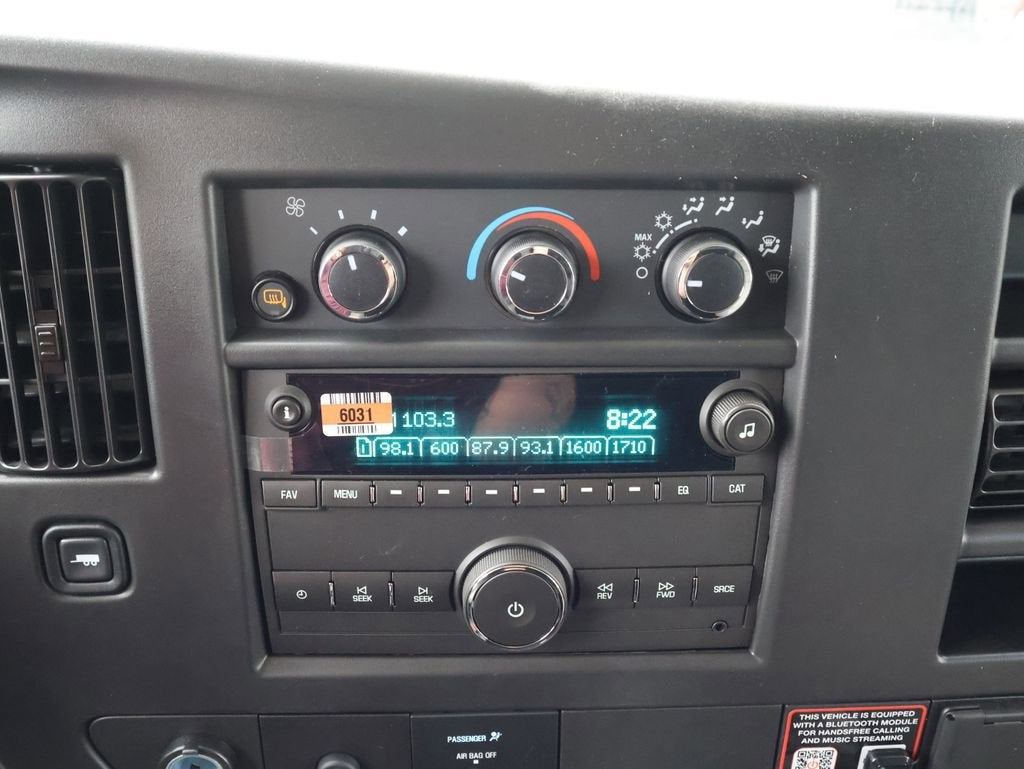 MAX
6031
103.3
8:22
1 98.1 600 87.9 93.1 1600 1710
FAV MENU EQ CAT
SEEK SEEK REV FWD SRCE
PASSENGER
AIR BAG OFF
THIS VEHICLE IS EQUIPPED
WITH A BLUETOOTH MODULE
FOR HANDSFREE CALLING
AND MUSIC STREAMING